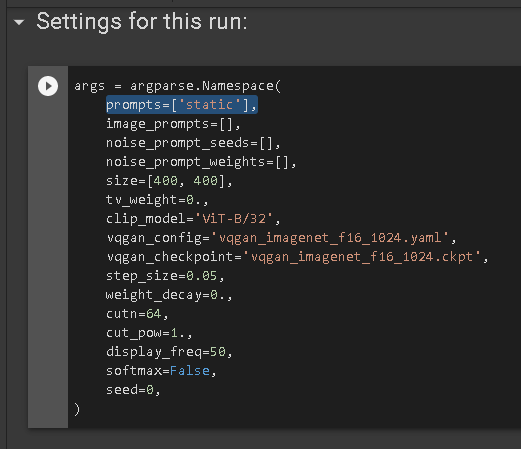 Settings for this run:
args = argparse.Namespace(
prompts=['static'],
image_prompts=[],
noise_prompt_seeds=[],
noise_prompt_weights=[],
size=[400, 400],
tv_weight=0.,
clip_model='ViT-B/32',
vqgan_config='vqgan_imagenet_f16_1024.yaml',
vqgan_checkpoint='vqgan_imagenet_f16_1024.ckpt',
step_size=0.05,
weight_decay=0.,
cutn=64,
cut_pow=1.,
display_freq=50,
softmax=False,
seed=0,
)